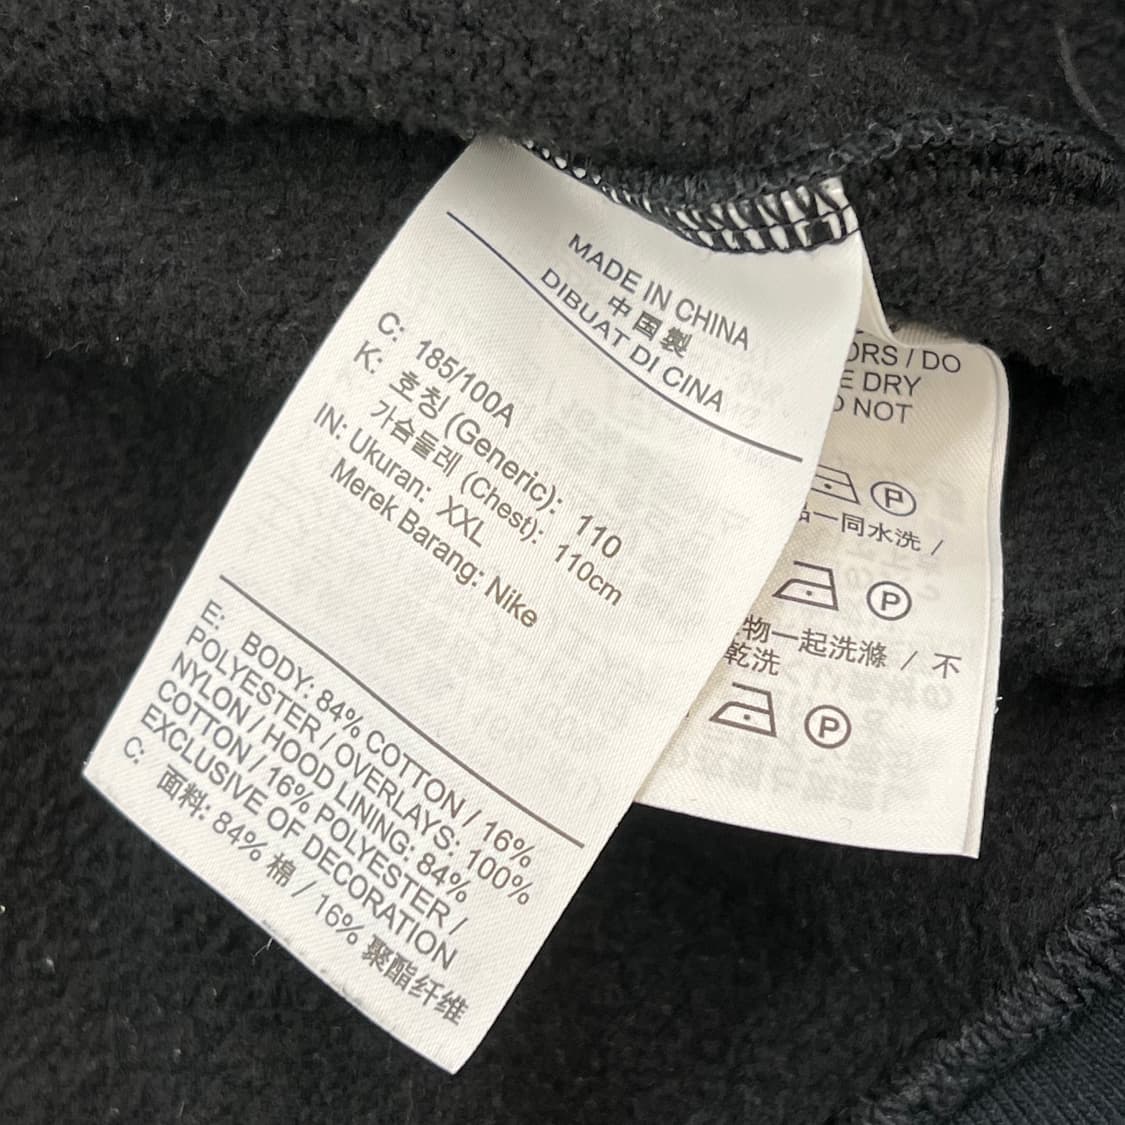 MADE IN CHINA
中国製
DIBUAT DI CINA
C: 185/100A
K: 호칭 (Generic): 110
가슴둘레 (Chest): 110cm
IN: Ukuran: XXL
Merek Barang: Nike
E: BODY: 84% COTTON / 16%
POLYESTER / OVERLAYS: 100%
NYLON / HOOD LINING: 84%
COTTON / 16% POLYESTER /
EXCLUSIVE OF DECORATION
C: 面料: 84% 棉 / 16% 聚酯纤维
ORS / DO
E DRY
NOT
P
一同水洗 /
P
物一起洗滌 / 不
乾洗
P